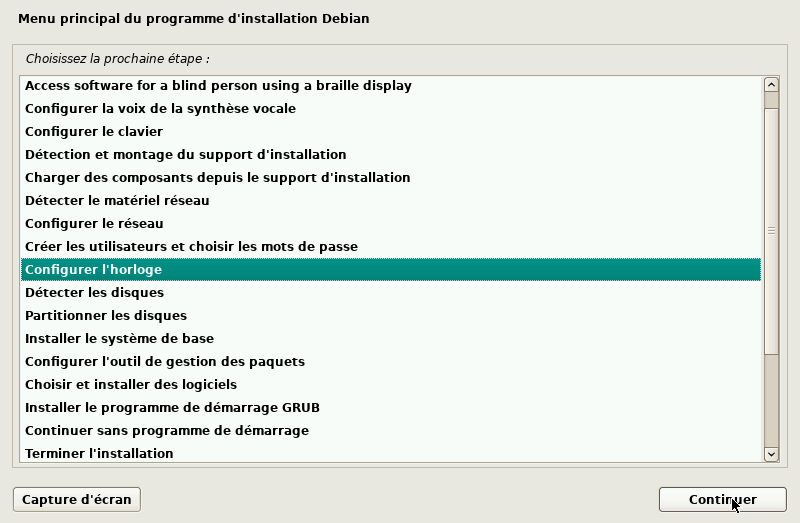 Menu principal du programme d'installation Debian
Choisissez la prochaine étape :
Access software for a blind person using a braille display
Configurer la voix de la synthèse vocale
Configurer le clavier
Détection et montage du support d'installation
Charger des composants depuis le support d'installation
Détecter le matériel réseau
Configurer le réseau
Créer les utilisateurs et choisir les mots de passe
Configurer l'horloge
Détecter les disques
Partitionner les disques
Installer le système de base
Configurer l'outil de gestion des paquets
Choisir et installer des logiciels
Installer le programme de démarrage GRUB
Continuer sans programme de démarrage
Terminer l'installation
Capture d'écran
Continuer